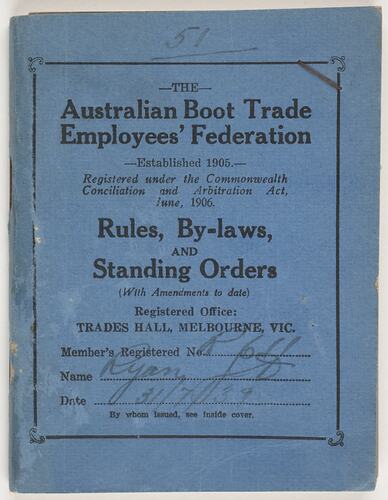 51
—THE—
Australian Boot Trade
Employees' Federation
—Established 1905.—
Registered under the Commonwealth
Conciliation and Arbitration Act,
June, 1906.
Rules, By-laws,
AND
Standing Orders
(With Amendments to date)
Registered Office:
TRADES HALL, MELBOURNE, VIC.
Member's Registered No.
Name Ryan
Date
By whom issued, see inside cover.